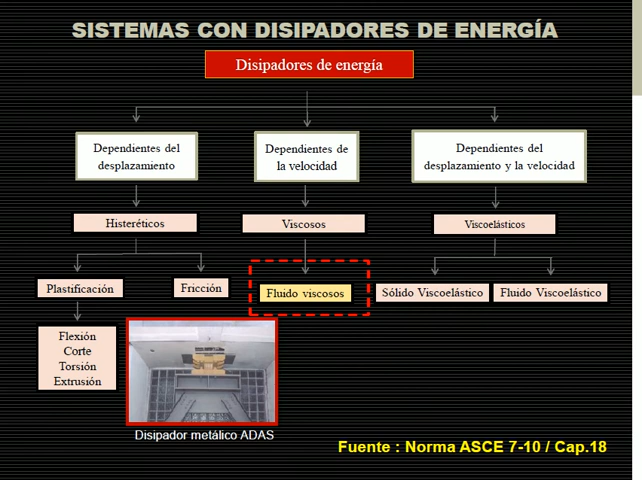 SISTEMAS CON DISIPADORES DE ENERGÍA
Disipadores de energía
Dependientes del
desplazamiento
Dependientes de
la velocidad
Dependientes del
desplazamiento y la velocidad
Histeréticos
Viscosos
Viscoelásticos
Plastificación
Fricción
Fluido viscosos
Sólido Viscoelástico
Fluido Viscoelástico
Flexión
Corte
Torsión
Extrusión
Disipador metálico ADAS
Fuente : Norma ASCE 7-10 / Cap.18